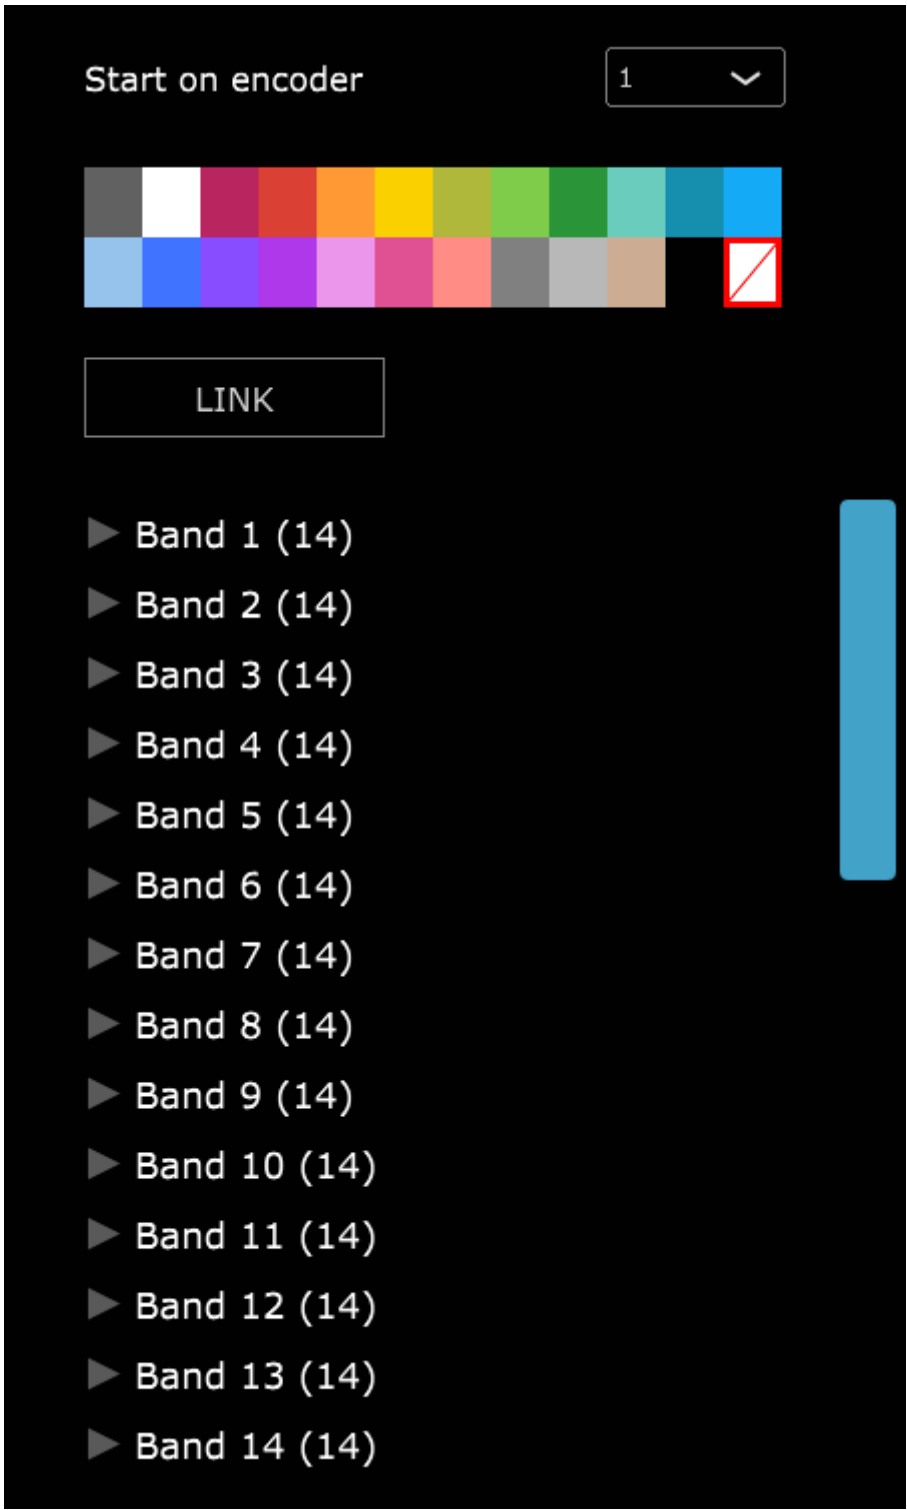 Start on encoder 1
LINK
Band 1 (14)
Band 2 (14)
Band 3 (14)
Band 4 (14)
Band 5 (14)
Band 6 (14)
Band 7 (14)
Band 8 (14)
Band 9 (14)
Band 10 (14)
Band 11 (14)
Band 12 (14)
Band 13 (14)
Band 14 (14)